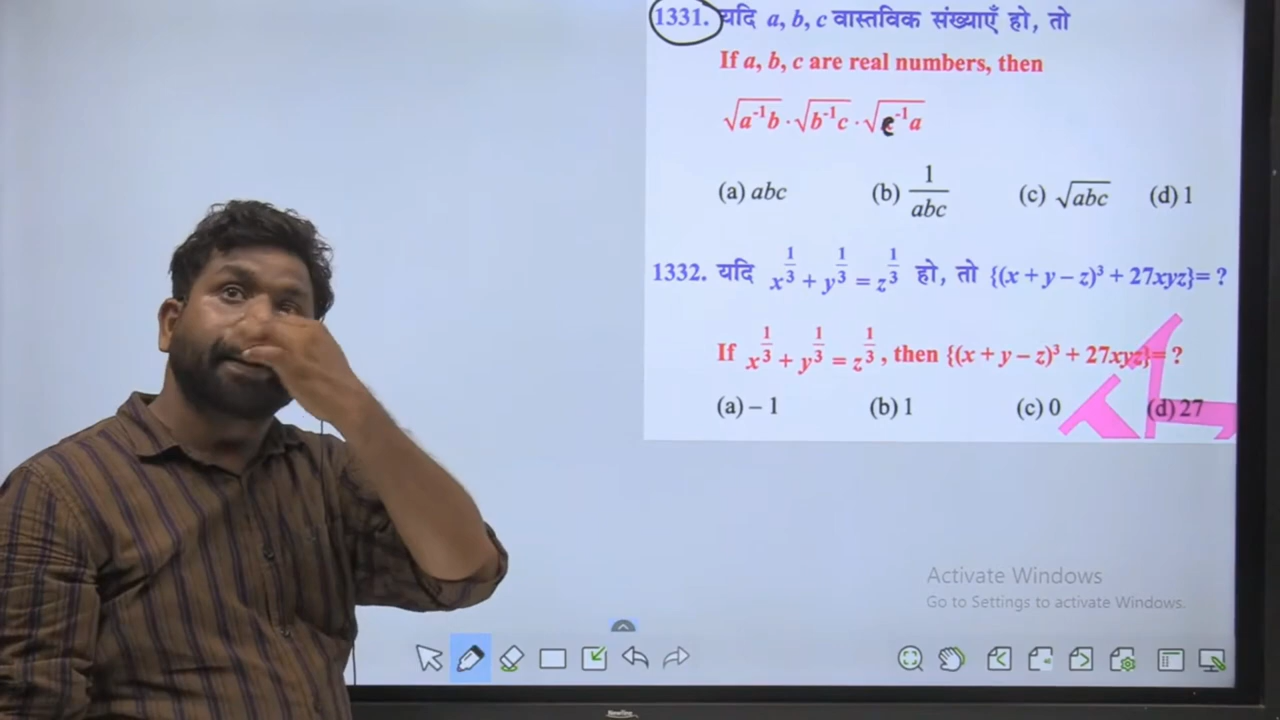 1331. यदि a, b, c वास्तविक संख्याएँ हो, तो
If a, b, c are real numbers, then
√(a⁻¹b) · √(b⁻¹c) · √(c⁻¹a)
(a) abc (b) 1/abc (c) √abc (d) 1
1332. यदि x^(1/3) + y^(1/3) = z^(1/3) हो, तो {(x + y – z)³ + 27xyz} = ?
If x^(1/3) + y^(1/3) = z^(1/3), then {(x + y – z)³ + 27xyz} = ?
(a) – 1 (b) 1 (c) 0 (d) 27
Activate Windows
Go to Settings to activate Windows.